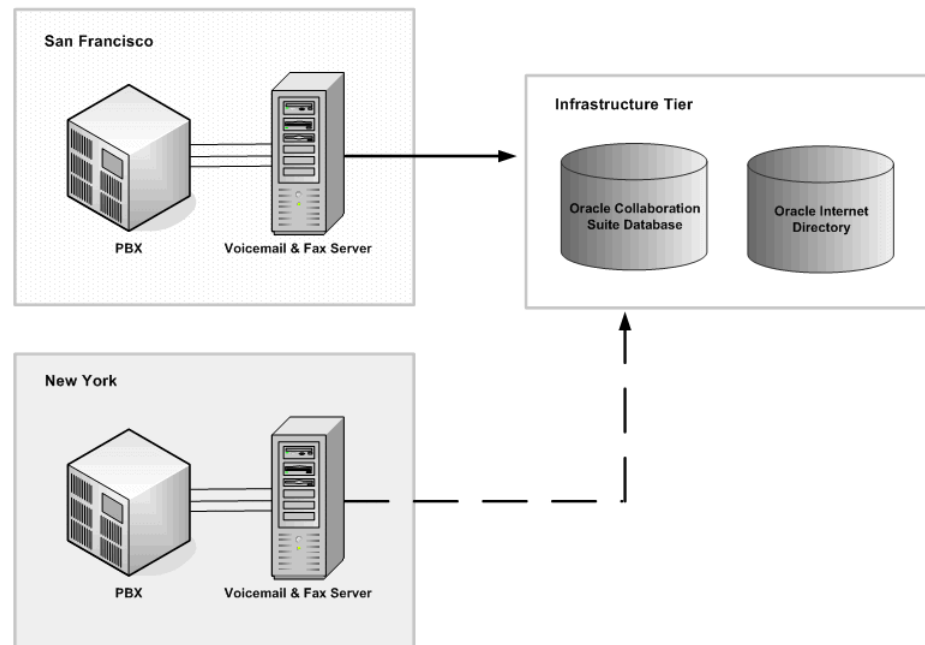 San Francisco
PBX
Voicemail & Fax Server
Infrastructure Tier
Oracle Collaboration
Suite Database
Oracle Internet
Directory
New York
PBX
Voicemail & Fax Server